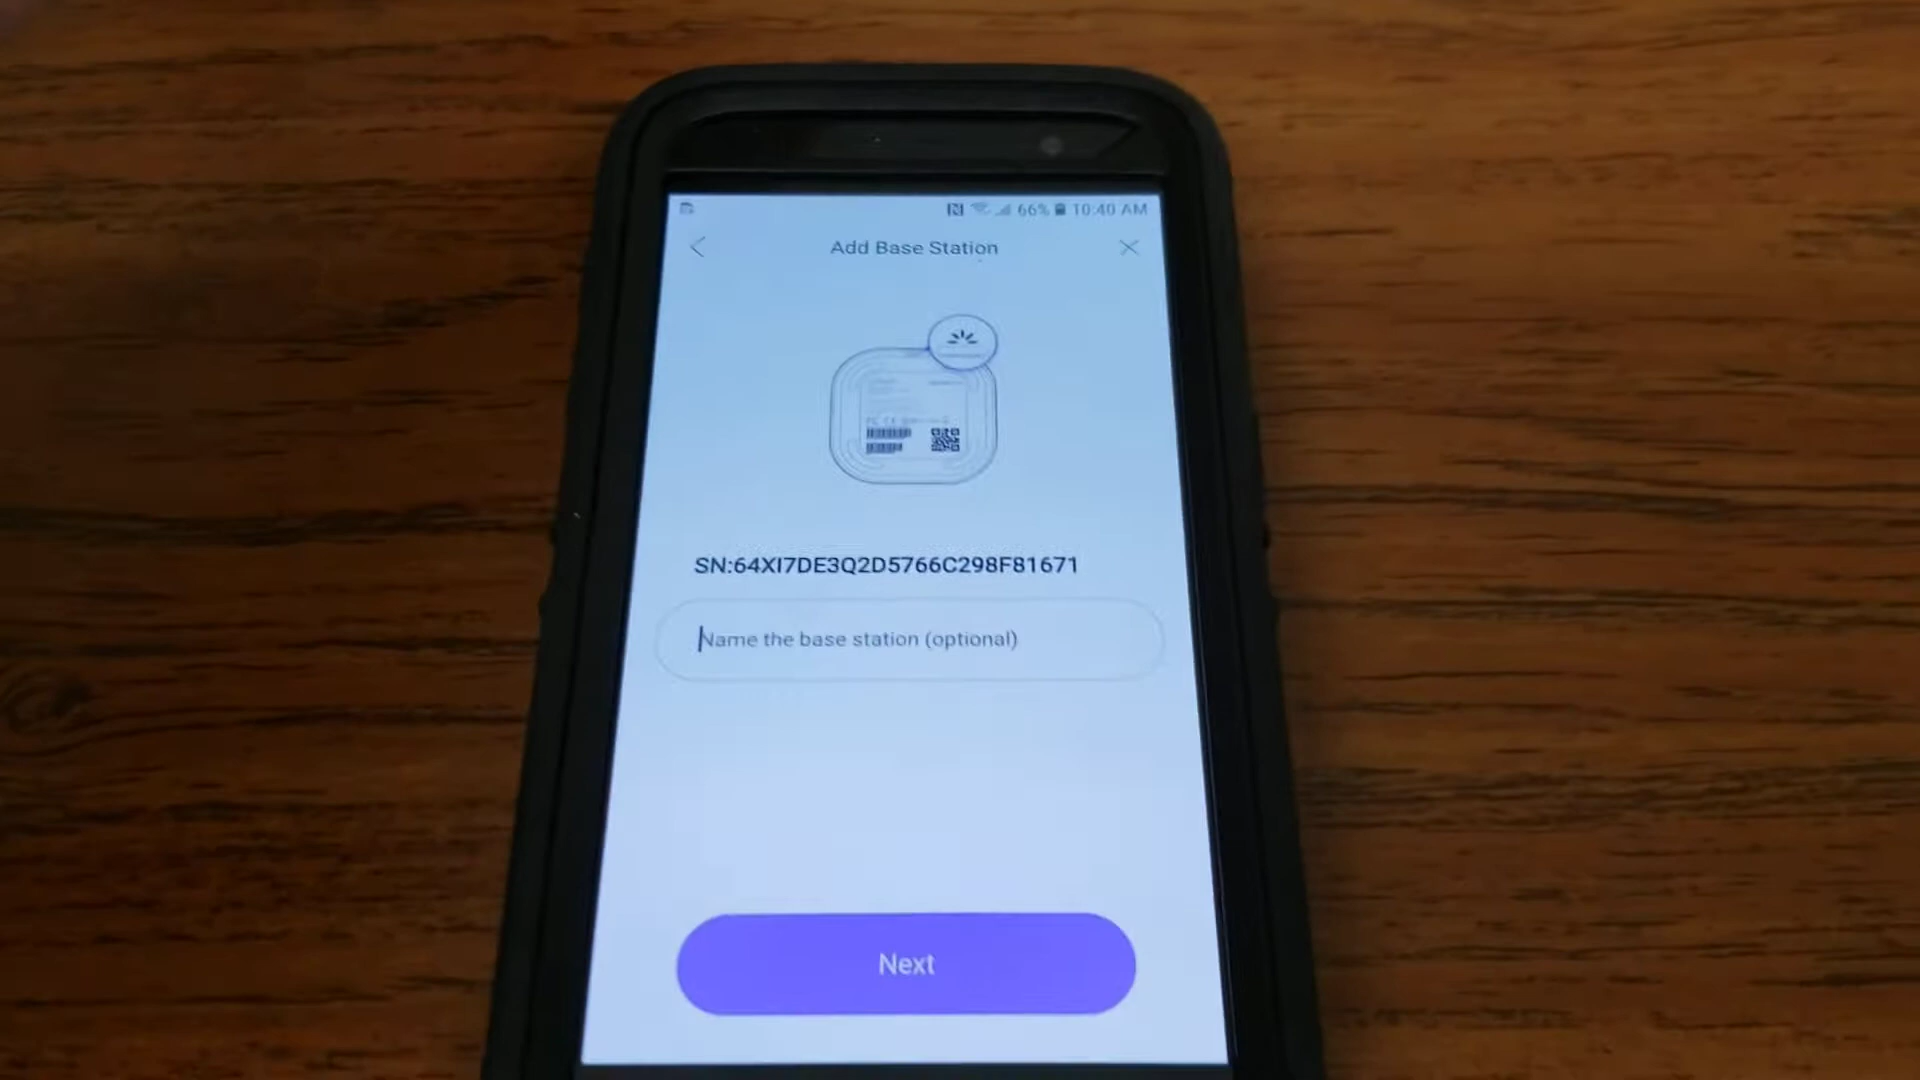 66% 10:40 AM
Add Base Station
SN:64XI7DE3Q2D5766C298F81671
Name the base station (optional)
Next